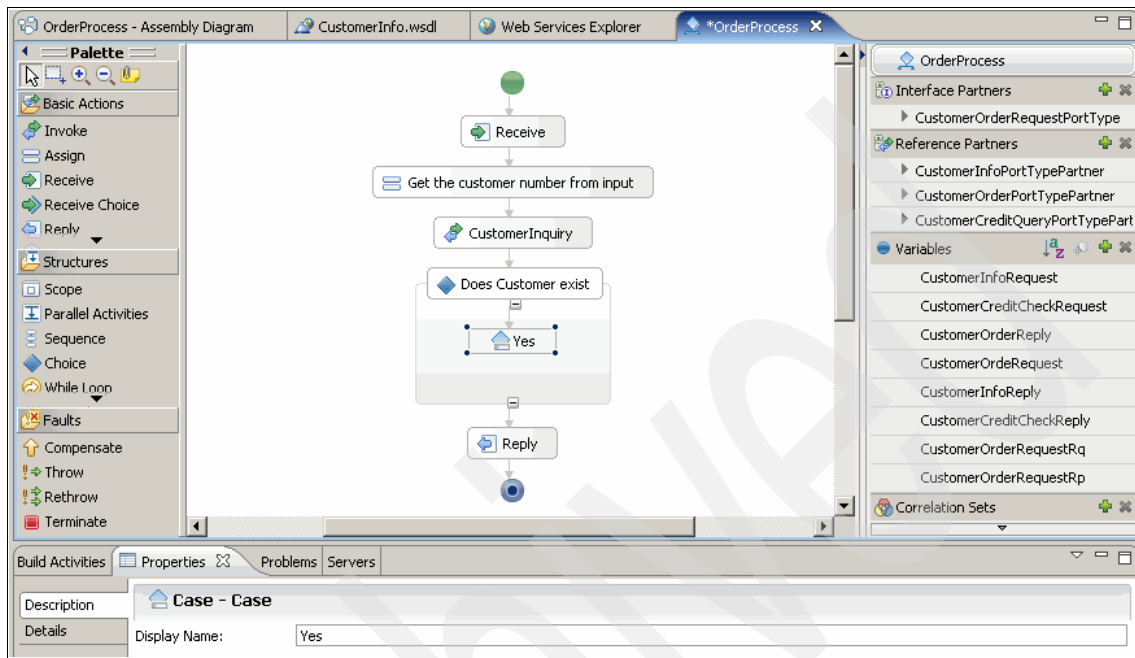 OrderProcess - Assembly Diagram
CustomerInfo.wsdl
Web Services Explorer
*OrderProcess
Palette
Basic Actions
Invoke
Assign
Receive
Receive Choice
Reply
Structures
Scope
Parallel Activities
Sequence
Choice
While Loop
Faults
Compensate
Throw
Rethrow
Terminate
Receive
Get the customer number from input
CustomerInquiry
Does Customer exist
Yes
Reply
OrderProcess
Interface Partners
CustomerOrderRequestPortType
Reference Partners
CustomerInfoPortTypePartner
CustomerOrderPortTypePartner
CustomerCreditQueryPortTypePart
Variables
CustomerInfoRequest
CustomerCreditCheckRequest
CustomerOrderReply
CustomerOrdeRequest
CustomerInfoReply
CustomerCreditCheckReply
CustomerOrderRequestRq
CustomerOrderRequestRp
Correlation Sets
Build Activities
Properties
Problems
Servers
Description
Details
Case - Case
Display Name:
Yes